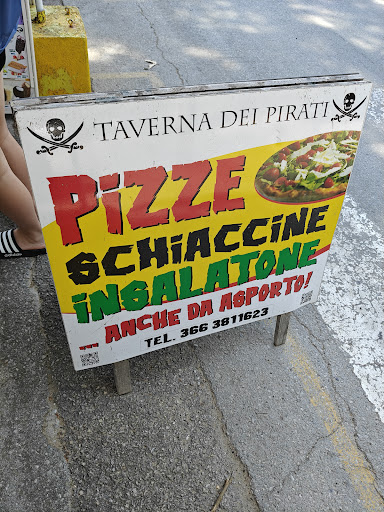 TAVERNA DEI PIRATI
PiZZE
SCHiACCiNE
iNSALATONE
...ANCHE DA ASPORTO!
TEL. 366 3811623